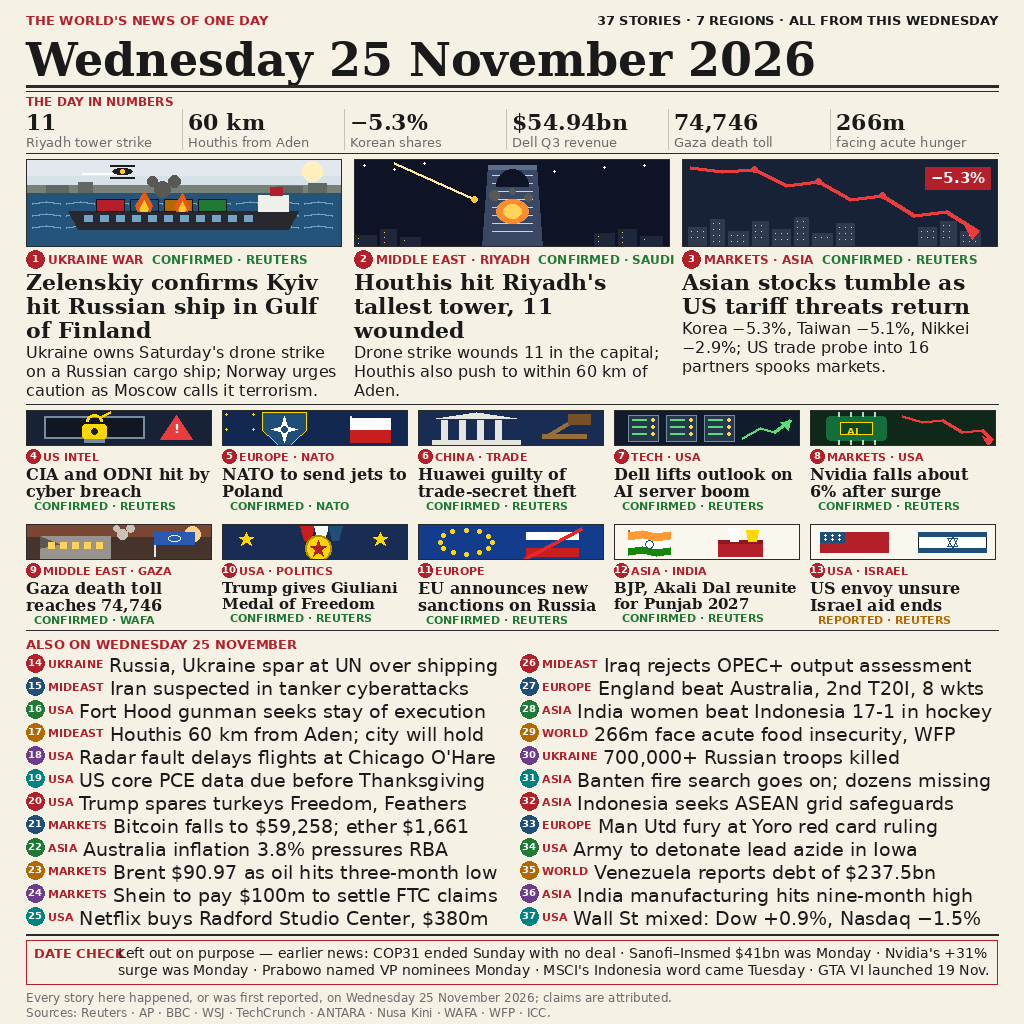 THE WORLD'S NEWS OF ONE DAY
37 STORIES · 7 REGIONS · ALL FROM THIS WEDNESDAY
Wednesday 25 November 2026
THE DAY IN NUMBERS
11
Riyadh tower strike
60 km
Houthis from Aden
−5.3%
Korean shares
$54.94bn
Dell Q3 revenue
74,746
Gaza death toll
266m
facing acute hunger
−5.3%
1 UKRAINE WAR CONFIRMED · REUTERS
Zelenskiy confirms Kyiv
hit Russian ship in Gulf
of Finland
Ukraine owns Saturday's drone strike
on a Russian cargo ship; Norway urges
caution as Moscow calls it terrorism.
2 MIDDLE EAST · RIYADH CONFIRMED · SAUDI
Houthis hit Riyadh's
tallest tower, 11
wounded
Drone strike wounds 11 in the capital;
Houthis also push to within 60 km of
Aden.
3 MARKETS · ASIA CONFIRMED · REUTERS
Asian stocks tumble as
US tariff threats return
Korea −5.3%, Taiwan −5.1%, Nikkei
−2.9%; US trade probe into 16
partners spooks markets.
!
4 US INTEL
CIA and ODNI hit by
cyber breach
CONFIRMED · REUTERS
5 EUROPE · NATO
NATO to send jets to
Poland
CONFIRMED · NATO
6 CHINA · TRADE
Huawei guilty of
trade-secret theft
CONFIRMED · REUTERS
7 TECH · USA
Dell lifts outlook on
AI server boom
CONFIRMED · REUTERS
AI
8 MARKETS · USA
Nvidia falls about
6% after surge
CONFIRMED · REUTERS
9 MIDDLE EAST · GAZA
Gaza death toll
reaches 74,746
CONFIRMED · WAFA
10 USA · POLITICS
Trump gives Giuliani
Medal of Freedom
CONFIRMED · REUTERS
11 EUROPE
EU announces new
sanctions on Russia
CONFIRMED · REUTERS
12 ASIA · INDIA
BJP, Akali Dal reunite
for Punjab 2027
CONFIRMED · REUTERS
13 USA · ISRAEL
US envoy unsure
Israel aid ends
REPORTED · REUTERS
ALSO ON WEDNESDAY 25 NOVEMBER
14 UKRAINE Russia, Ukraine spar at UN over shipping
15 MIDEAST Iran suspected in tanker cyberattacks
16 USA Fort Hood gunman seeks stay of execution
17 MIDEAST Houthis 60 km from Aden; city will hold
18 USA Radar fault delays flights at Chicago O'Hare
19 USA US core PCE data due before Thanksgiving
20 USA Trump spares turkeys Freedom, Feathers
21 MARKETS Bitcoin falls to $59,258; ether $1,661
22 ASIA Australia inflation 3.8% pressures RBA
23 MARKETS Brent $90.97 as oil hits three-month low
24 MARKETS Shein to pay $100m to settle FTC claims
25 USA Netflix buys Radford Studio Center, $380m
26 MIDEAST Iraq rejects OPEC+ output assessment
27 EUROPE England beat Australia, 2nd T20I, 8 wkts
28 ASIA India women beat Indonesia 17-1 in hockey
29 WORLD 266m face acute food insecurity, WFP
30 UKRAINE 700,000+ Russian troops killed
31 ASIA Banten fire search goes on; dozens missing
32 ASIA Indonesia seeks ASEAN grid safeguards
33 EUROPE Man Utd fury at Yoro red card ruling
34 USA Army to detonate lead azide in Iowa
35 WORLD Venezuela reports debt of $237.5bn
36 ASIA India manufacturing hits nine-month high
37 USA Wall St mixed: Dow +0.9%, Nasdaq −1.5%
DATE CHECK Left out on purpose — earlier news: COP31 ended Sunday with no deal · Sanofi–Insmed $41bn was Monday · Nvidia's +31%
surge was Monday · Prabowo named VP nominees Monday · MSCI's Indonesia word came Tuesday · GTA VI launched 19 Nov.
Every story here happened, or was first reported, on Wednesday 25 November 2026; claims are attributed.
Sources: Reuters · AP · BBC · WSJ · TechCrunch · ANTARA · Nusa Kini · WAFA · WFP · ICC.